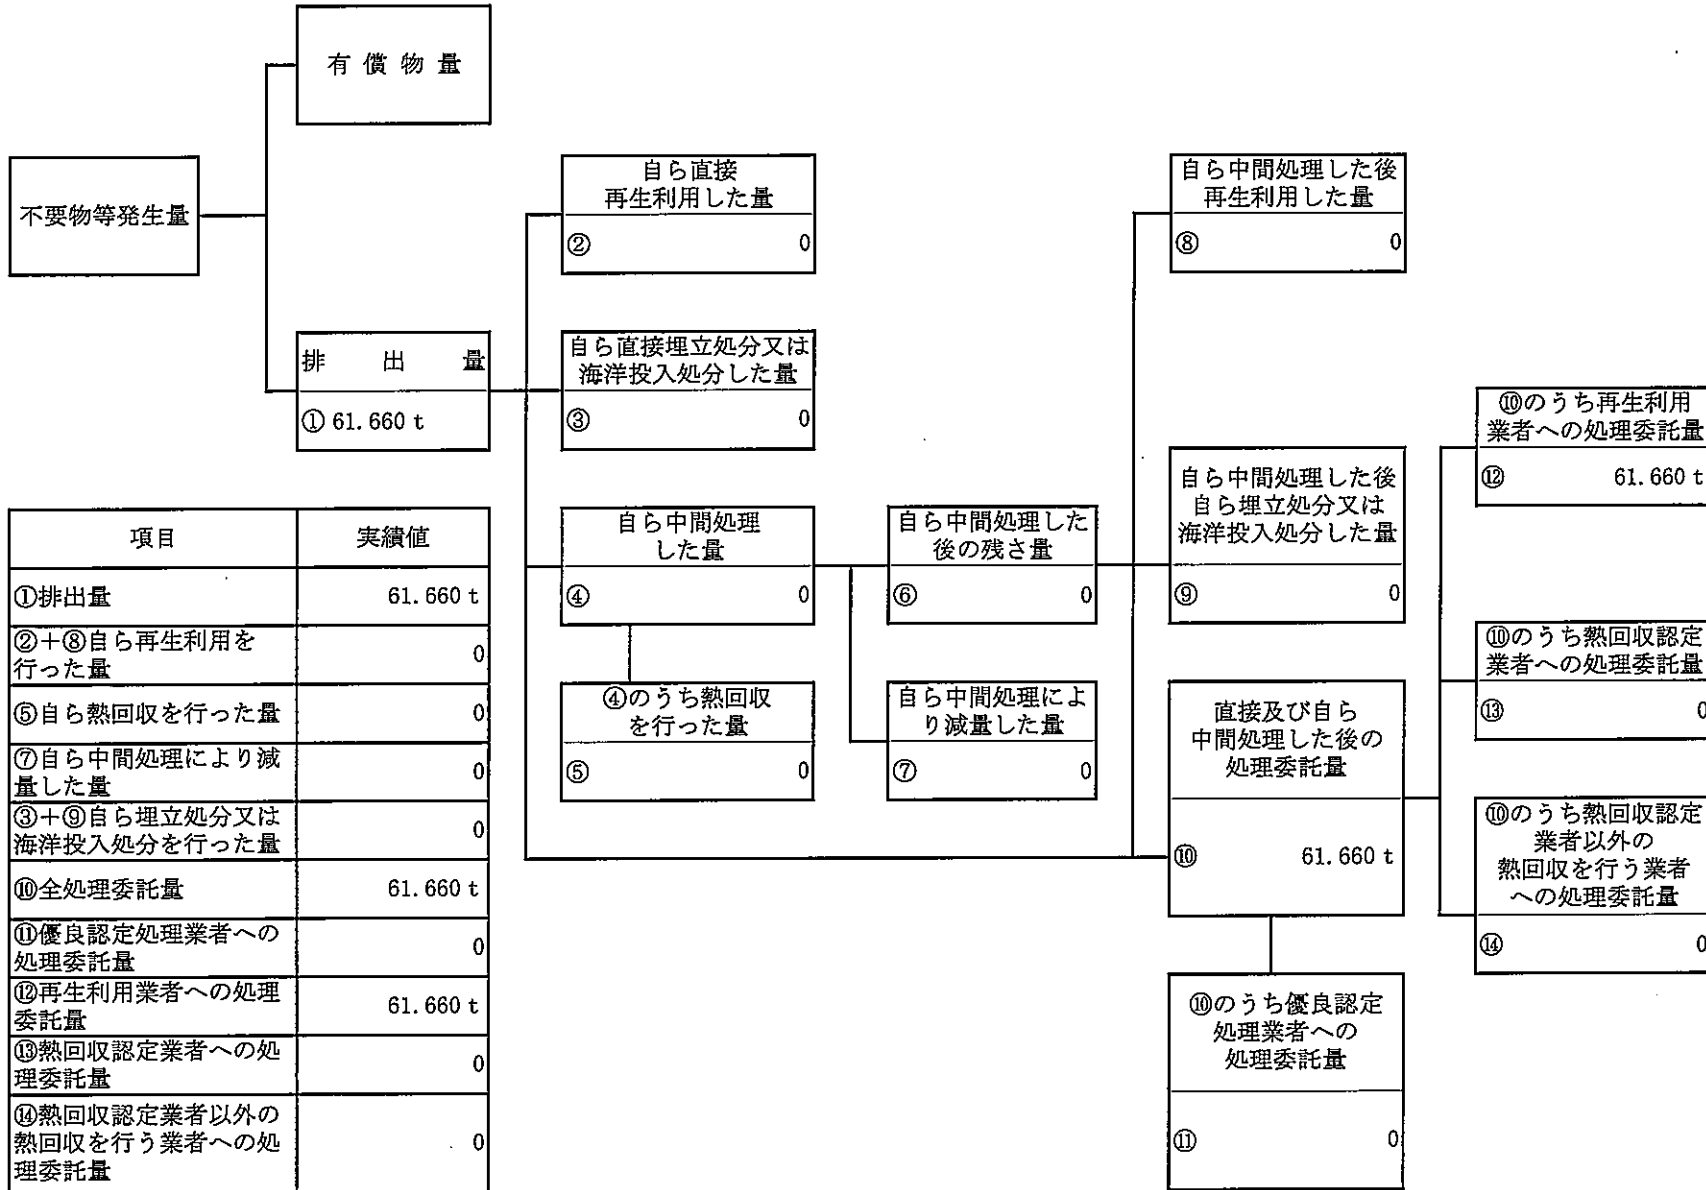 有償物量
不要物等発生量
排出量
① 61.660 t
自ら直接
再生利用した量
② 0
自ら直接埋立処分又は
海洋投入処分した量
③ 0
自ら中間処理
した量
④ 0
④のうち熱回収
を行った量
⑤ 0
自ら中間処理した
後の残さ量
⑥ 0
自ら中間処理によ
り減量した量
⑦ 0
自ら中間処理した後
再生利用した量
⑧ 0
自ら中間処理した後
自ら埋立処分又は
海洋投入処分した量
⑨ 0
直接及び自ら
中間処理した後の
処理委託量
⑩ 61.660 t
⑩のうち優良認定
処理業者への
処理委託量
⑪ 0
⑩のうち再生利用
業者への処理委託量
⑫ 61.660 t
⑩のうち熱回収認定
業者への処理委託量
⑬ 0
⑩のうち熱回収認定
業者以外の
熱回収を行う業者
への処理委託量
⑭ 0
項目 実績値
①排出量 61.660 t
②+⑧自ら再生利用を
行った量 0
⑤自ら熱回収を行った量 0
⑦自ら中間処理により減
量した量 0
③+⑨自ら埋立処分又は
海洋投入処分を行った量 0
⑩全処理委託量 61.660 t
⑪優良認定処理業者への
処理委託量 0
⑫再生利用業者への処理
委託量 61.660 t
⑬熱回収認定業者への処
理委託量 0
⑭熱回収認定業者以外の
熱回収を行う業者への処
理委託量 0